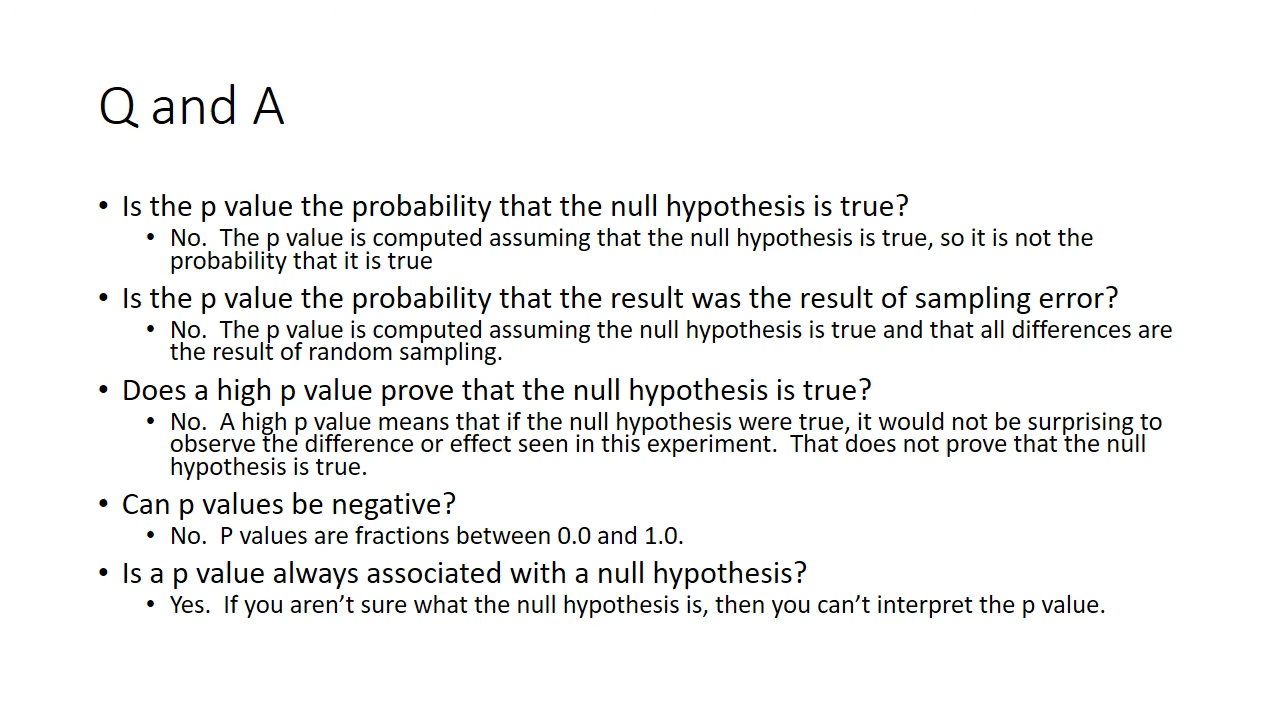 Q and A
• Is the p value the probability that the null hypothesis is true?
• No.  The p value is computed assuming that the null hypothesis is true, so it is not the
probability that it is true
• Is the p value the probability that the result was the result of sampling error?
• No.  The p value is computed assuming the null hypothesis is true and that all differences are
the result of random sampling.
• Does a high p value prove that the null hypothesis is true?
• No.  A high p value means that if the null hypothesis were true, it would not be surprising to
observe the difference or effect seen in this experiment.  That does not prove that the null
hypothesis is true.
• Can p values be negative?
• No.  P values are fractions between 0.0 and 1.0.
• Is a p value always associated with a null hypothesis?
• Yes.  If you aren’t sure what the null hypothesis is, then you can’t interpret the p value.